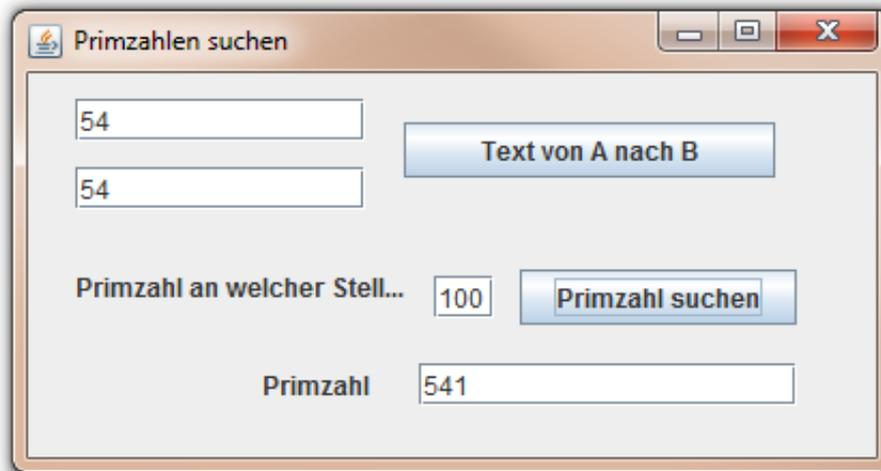 Primzahlen suchen
54
Text von A nach B
54
Primzahl an welcher Stell...
100
Primzahl suchen
Primzahl
541